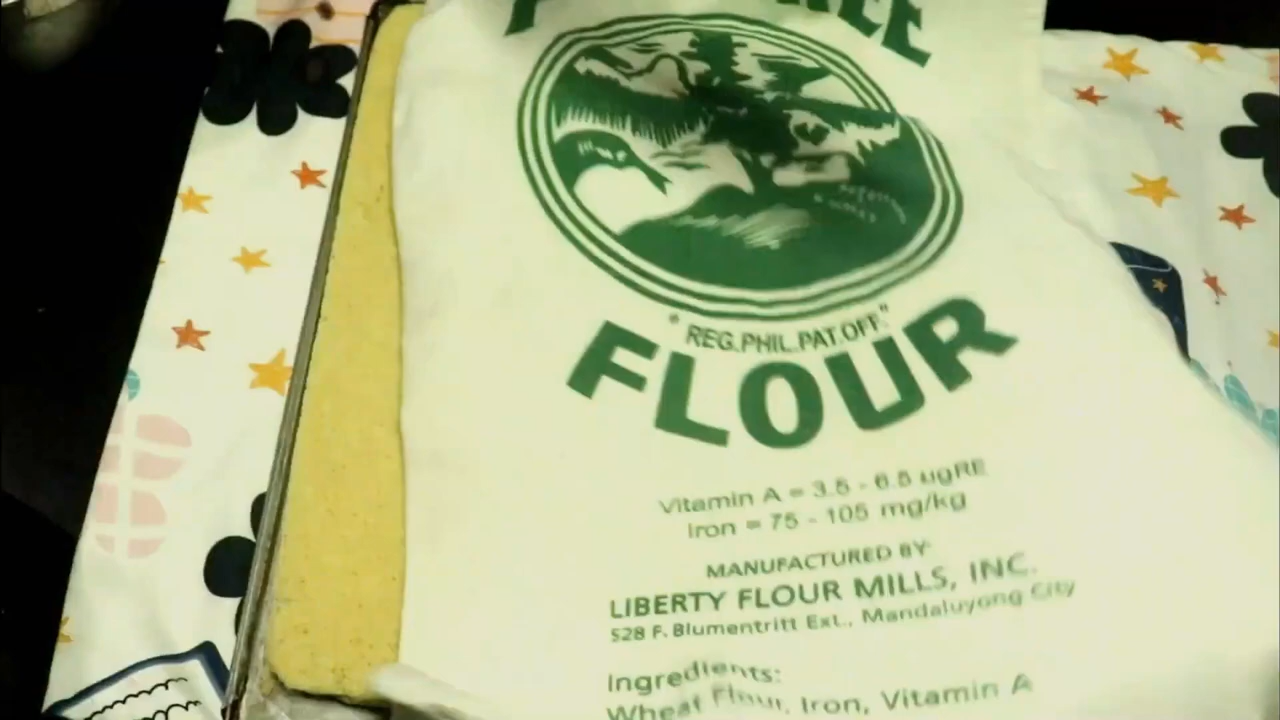 "REG.PHIL.PAT.OFF."
FLOUR
Vitamin A = 3.5 - 6.5 ugRE
Iron = 75 - 105 mg/kg
MANUFACTURED BY
LIBERTY FLOUR MILLS, INC.
528 F. Blumentritt Ext., Mandaluyong City
Ingredients:
Wheat Flour, Iron, Vitamin A